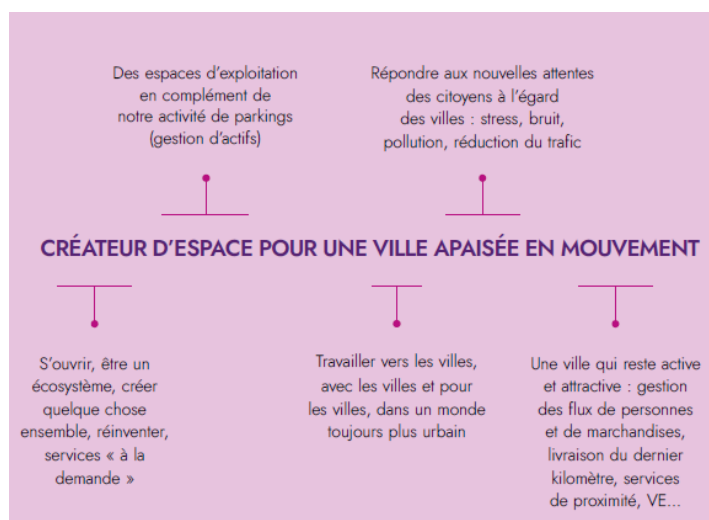 Des espaces d’exploitation
en complément de
notre activité de parkings
(gestion d’actifs)
Répondre aux nouvelles attentes
des citoyens à l’égard
des villes : stress, bruit,
pollution, réduction du trafic
CRÉATEUR D’ESPACE POUR UNE VILLE APAISÉE EN MOUVEMENT
S’ouvrir, être un
écosystème, créer
quelque chose
ensemble, réinventer,
services « à la
demande »
Travailler vers les villes,
avec les villes et pour
les villes, dans un monde
toujours plus urbain
Une ville qui reste active
et attractive : gestion
des flux de personnes
et de marchandises,
livraison du dernier
kilomètre, services
de proximité, VE...